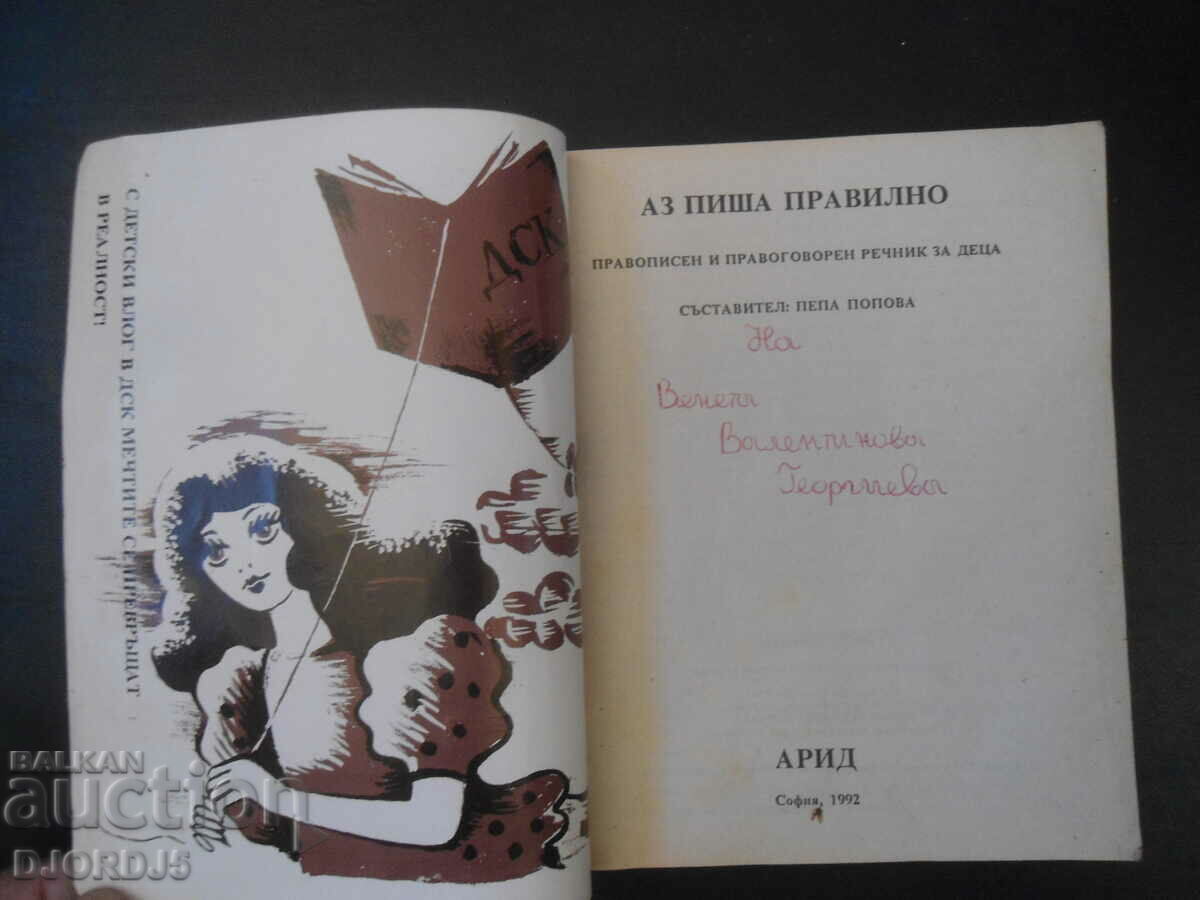 С ДЕТСКИ ВЛОГ В ДСК МЕЧТИТЕ СЕ ПРЕВРЪЩАТ
В РЕАЛНОСТ!
ДСК
АЗ ПИША ПРАВИЛНО
ПРАВОПИСЕН И ПРАВОГОВОРЕН РЕЧНИК ЗА ДЕЦА
СЪСТАВИТЕЛ: ПЕПА ПОПОВА
На
Венета
Валентинова
Георгиева
АРИД
София, 1992
BALKAN
auction
DJORDJ5